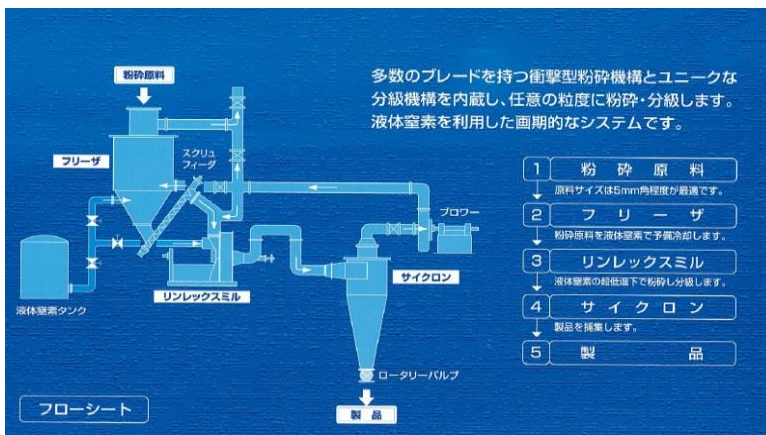 粉砕原料
フリーザ
スクリュ
フィーダ
ブロワー
サイクロン
リンレックスミル
液体窒素タンク
ロータリーバルブ
製品
フローシート
多数のブレードを持つ衝撃型粉砕機構とユニークな
分級機構を内蔵し、任意の粒度に粉砕・分級します。
液体窒素を利用した画期的なシステムです。
1 粉砕原料
原料サイズは5mm角程度が最適です。
2 フリーザ
粉砕原料を液体窒素で予備冷却します。
3 リンレックスミル
液体窒素の超低温下で粉砕し分級します。
4 サイクロン
製品を捕集します。
5 製品